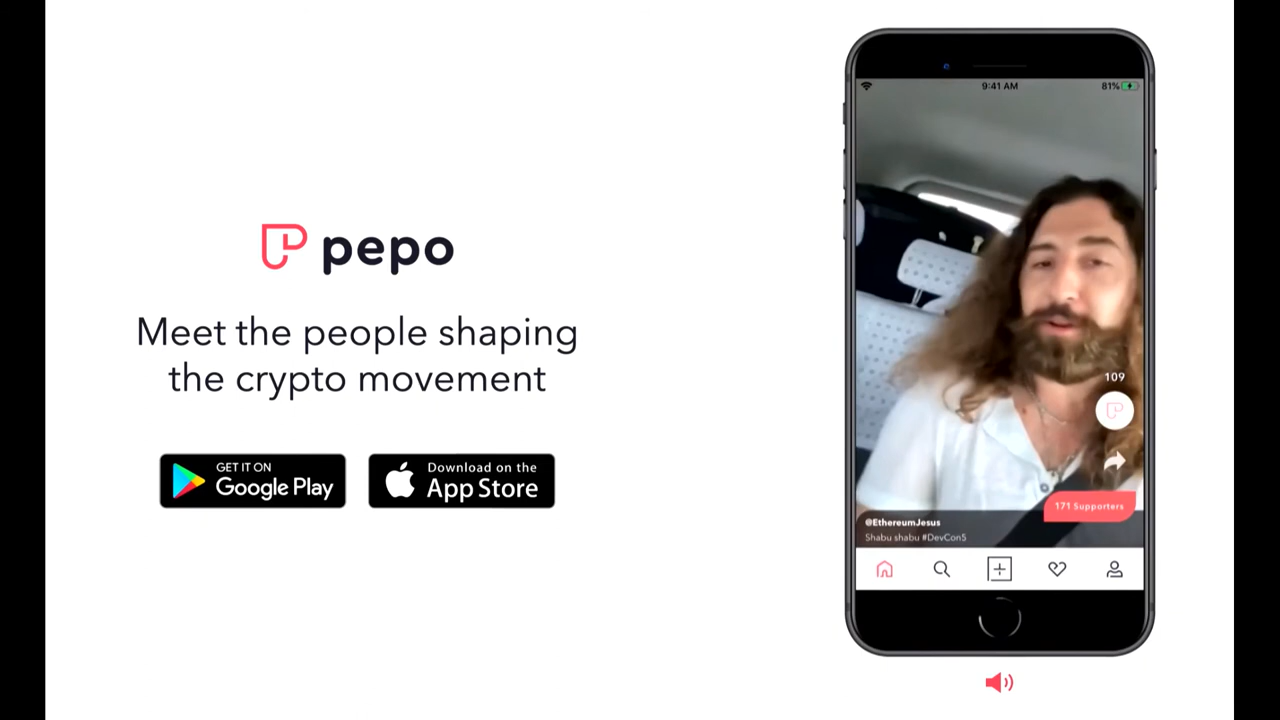 pepo
Meet the people shaping
the crypto movement
GET IT ON
Google Play
Download on the
App Store
9:41 AM
81%
109
171 Supporters
@EthereumJesus
Shabu shabu #DevCon5